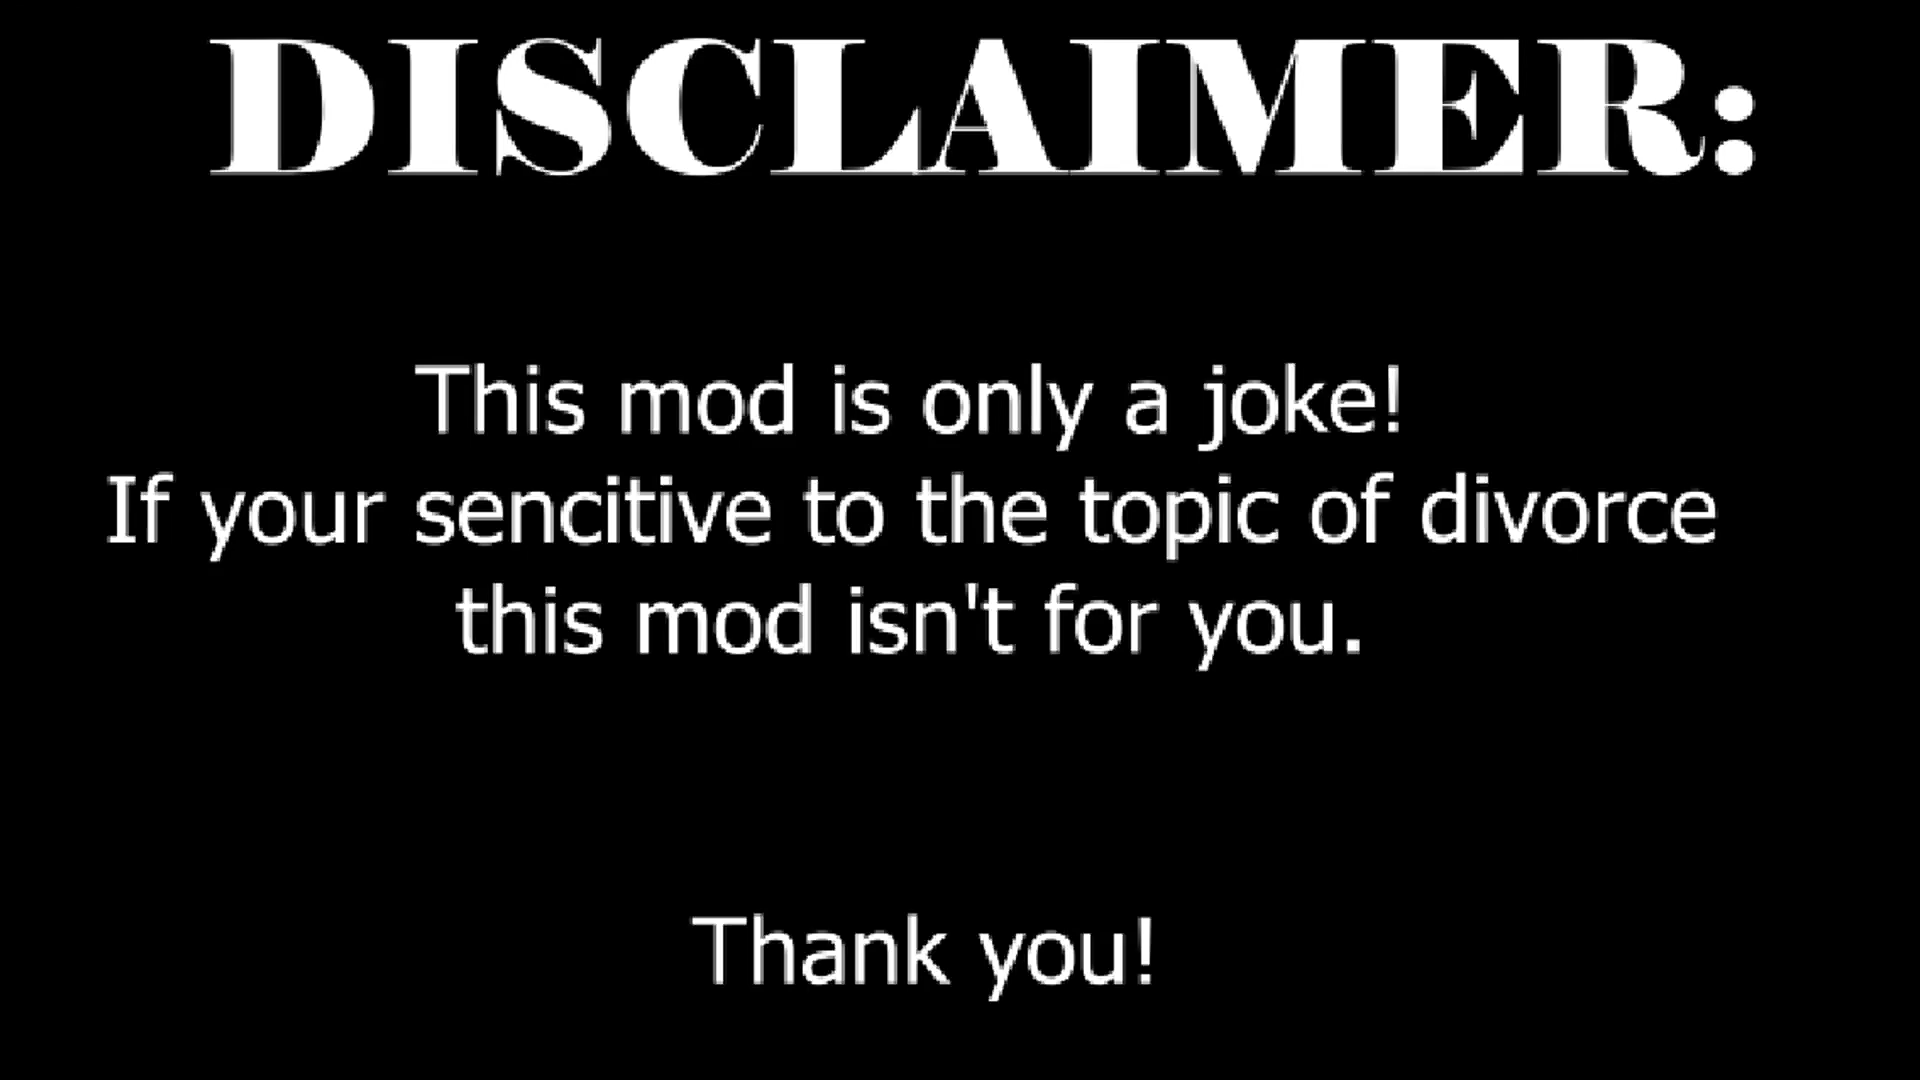 DISCLAIMER:
This mod is only a joke!
If your sencitive to the topic of divorce
this mod isn't for you.
Thank you!